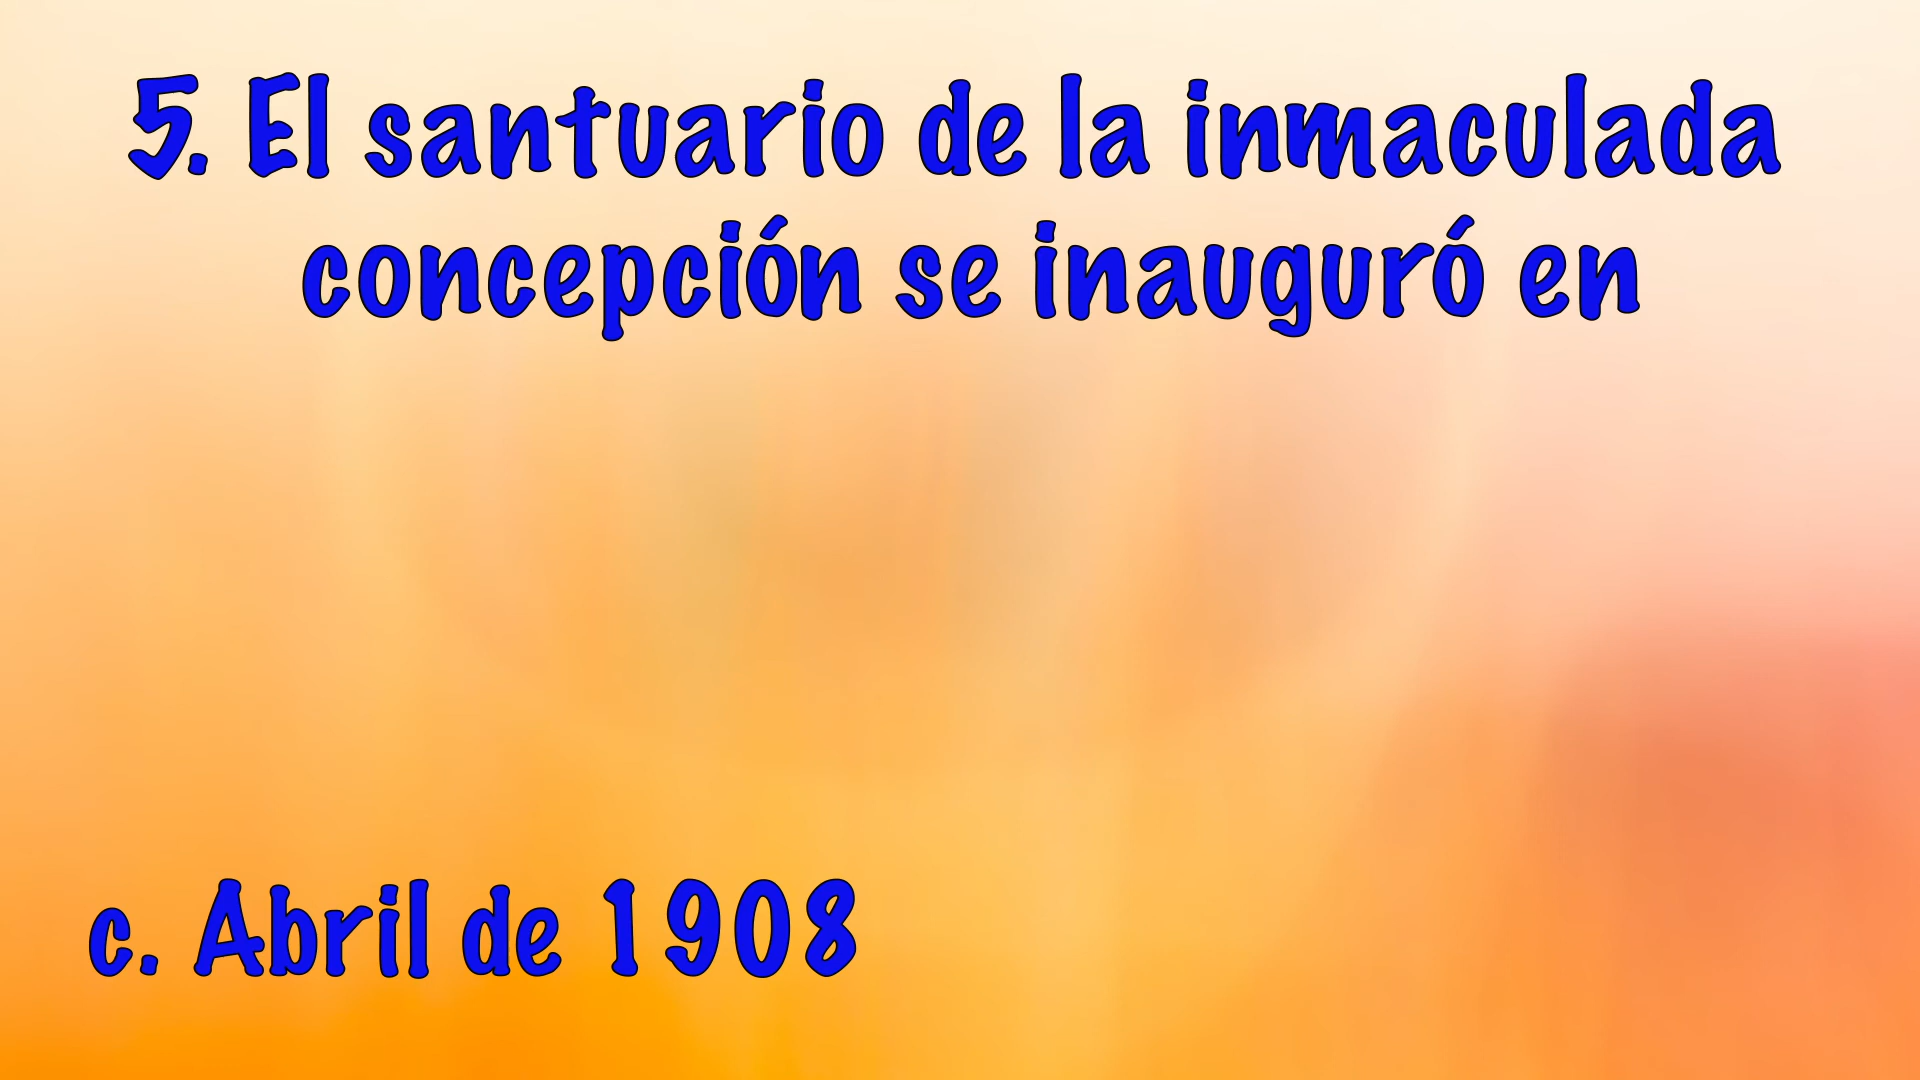 5. El santuario de la inmaculada
concepción se inauguró en
c. Abril de 1908